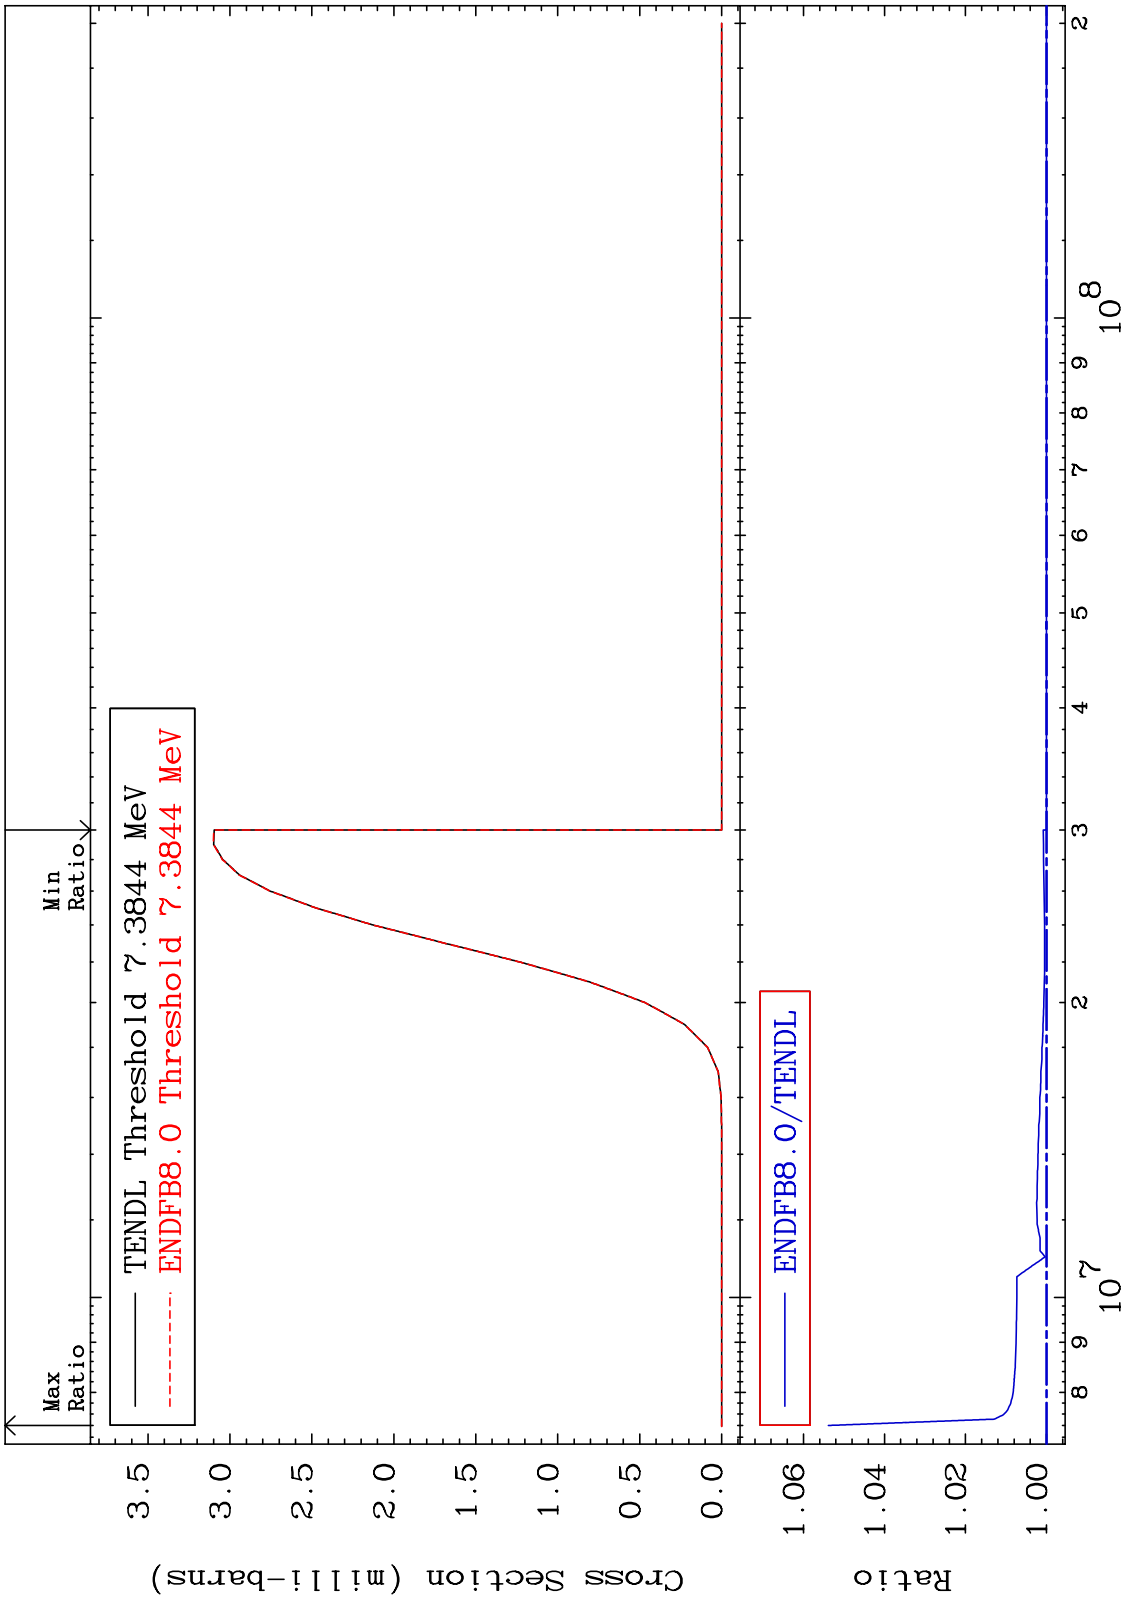 Max
Ratio
Min
Ratio
TENDL Threshold 7.3844 MeV
ENDFB8.0 Threshold 7.3844 MeV
3.5
3.0
2.5
2.0
1.5
1.0
0.5
0.0
Cross Section (milli-barns)
ENDFB8.0/TENDL
1.06
1.04
1.02
1.00
Ratio
8 9 10^7 2 3 4 5 6 7 8 9 10^8 2